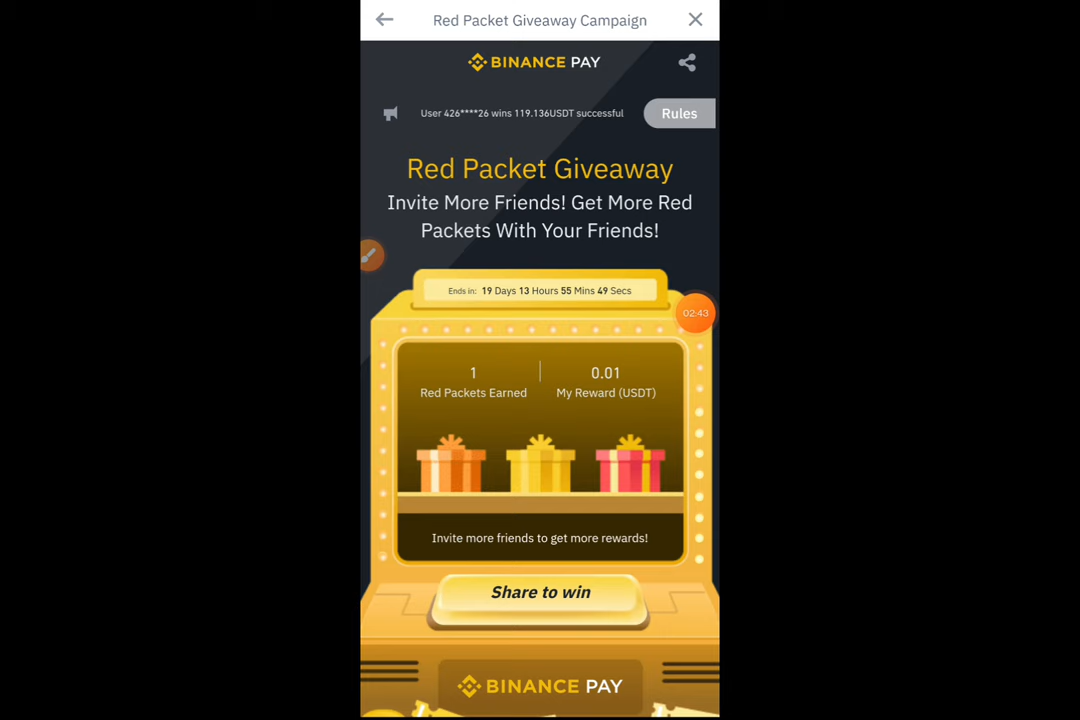 Red Packet Giveaway Campaign
BINANCE PAY
User 426****26 wins 119.136USDT successful
Rules
Red Packet Giveaway
Invite More Friends! Get More Red
Packets With Your Friends!
Ends in: 19 Days 13 Hours 55 Mins 49 Secs
02:43
1
Red Packets Earned
0.01
My Reward (USDT)
Invite more friends to get more rewards!
Share to win
BINANCE PAY